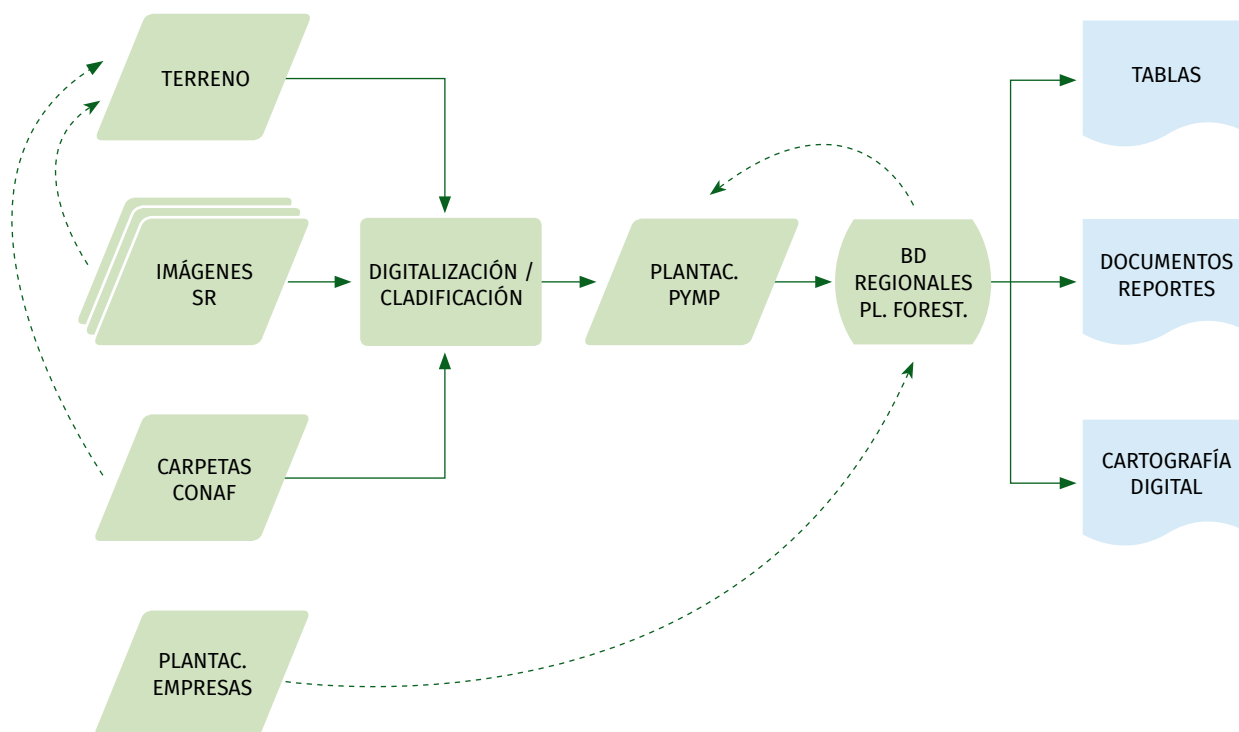 TERRENO
TABLAS
IMÁGENES
SR
DIGITALIZACIÓN /
CLADIFICACIÓN
PLANTAC.
PYMP
BD
REGIONALES
PL. FOREST.
DOCUMENTOS
REPORTES
CARPETAS
CONAF
CARTOGRAFÍA
DIGITAL
PLANTAC.
EMPRESAS